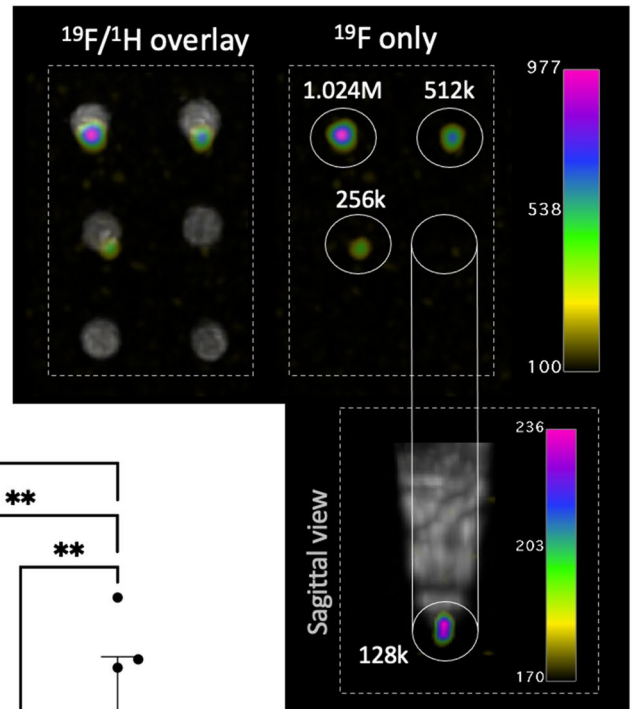 ¹⁹F/¹H overlay
¹⁹F only
1.024M
512k
256k
977
538
100
**
**
Sagittal view
128k
236
203
170